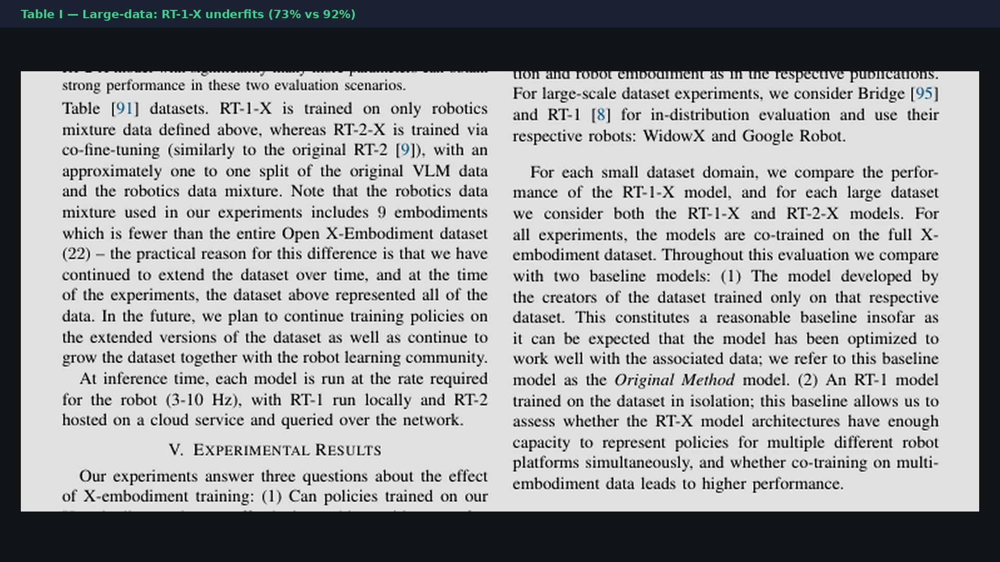 Table I — Large-data: RT-1-X underfits (73% vs 92%)
strong performance in these two evaluation scenarios.
Table [91] datasets. RT-1-X is trained on only robotics
mixture data defined above, whereas RT-2-X is trained via
co-fine-tuning (similarly to the original RT-2 [9]), with an
approximately one to one split of the original VLM data
and the robotics data mixture. Note that the robotics data
mixture used in our experiments includes 9 embodiments
which is fewer than the entire Open X-Embodiment dataset
(22) – the practical reason for this difference is that we have
continued to extend the dataset over time, and at the time
of the experiments, the dataset above represented all of the
data. In the future, we plan to continue training policies on
the extended versions of the dataset as well as continue to
grow the dataset together with the robot learning community.
At inference time, each model is run at the rate required
for the robot (3-10 Hz), with RT-1 run locally and RT-2
hosted on a cloud service and queried over the network.
V. EXPERIMENTAL RESULTS
Our experiments answer three questions about the effect
of X-embodiment training: (1) Can policies trained on our
tion and robot embodiment as in the respective publications.
For large-scale dataset experiments, we consider Bridge [95]
and RT-1 [8] for in-distribution evaluation and use their
respective robots: WidowX and Google Robot.
For each small dataset domain, we compare the perfor-
mance of the RT-1-X model, and for each large dataset
we consider both the RT-1-X and RT-2-X models. For
all experiments, the models are co-trained on the full X-
embodiment dataset. Throughout this evaluation we compare
with two baseline models: (1) The model developed by
the creators of the dataset trained only on that respective
dataset. This constitutes a reasonable baseline insofar as
it can be expected that the model has been optimized to
work well with the associated data; we refer to this baseline
model as the Original Method model. (2) An RT-1 model
trained on the dataset in isolation; this baseline allows us to
assess whether the RT-X model architectures have enough
capacity to represent policies for multiple different robot
platforms simultaneously, and whether co-training on multi-
embodiment data leads to higher performance.